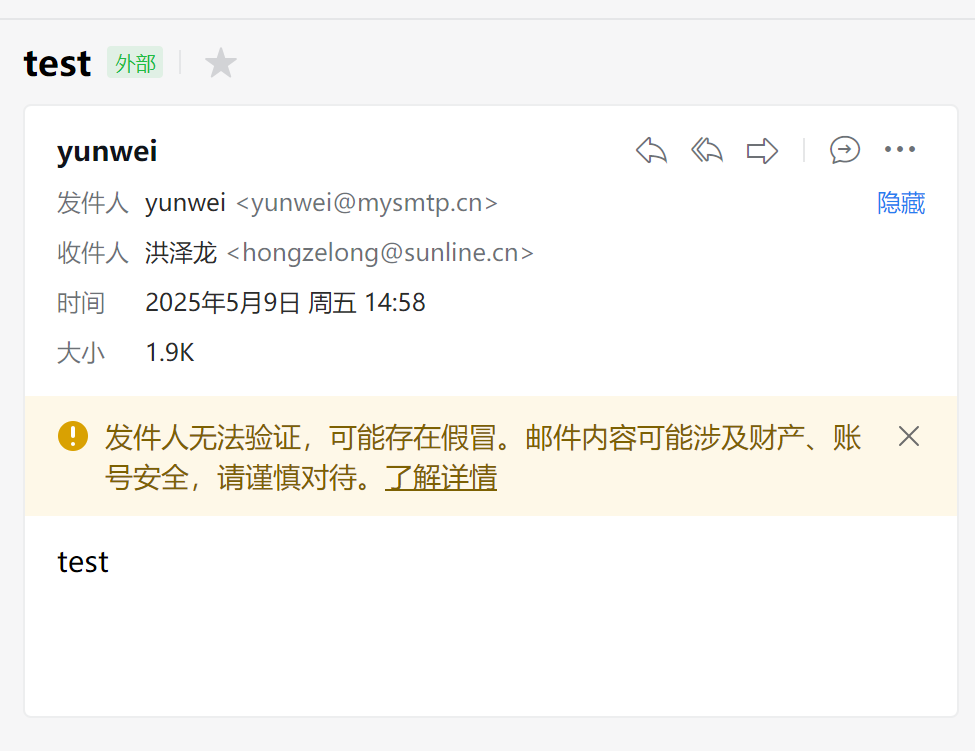 test 外部
yunwei
发件人 yunwei <yunwei@mysmtp.cn> 隐藏
收件人 洪泽龙 <hongzelong@sunline.cn>
时间 2025年5月9日 周五 14:58
大小 1.9K
发件人无法验证，可能存在假冒。邮件内容可能涉及财产、账
号安全，请谨慎对待。了解详情
test